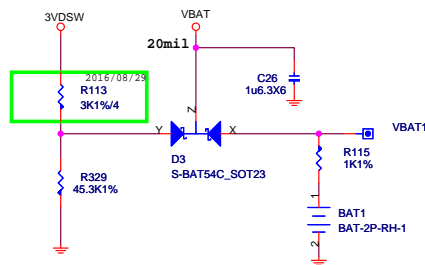 3VDSW
VBAT
20mil
2016/08/29
R113
3K1%/4
C26
1u6.3X6
Y
Z
X
VBAT1
D3
S-BAT54C_SOT23
R115
1K1%
R329
45.3K1%
1
BAT1
BAT-2P-RH-1
2